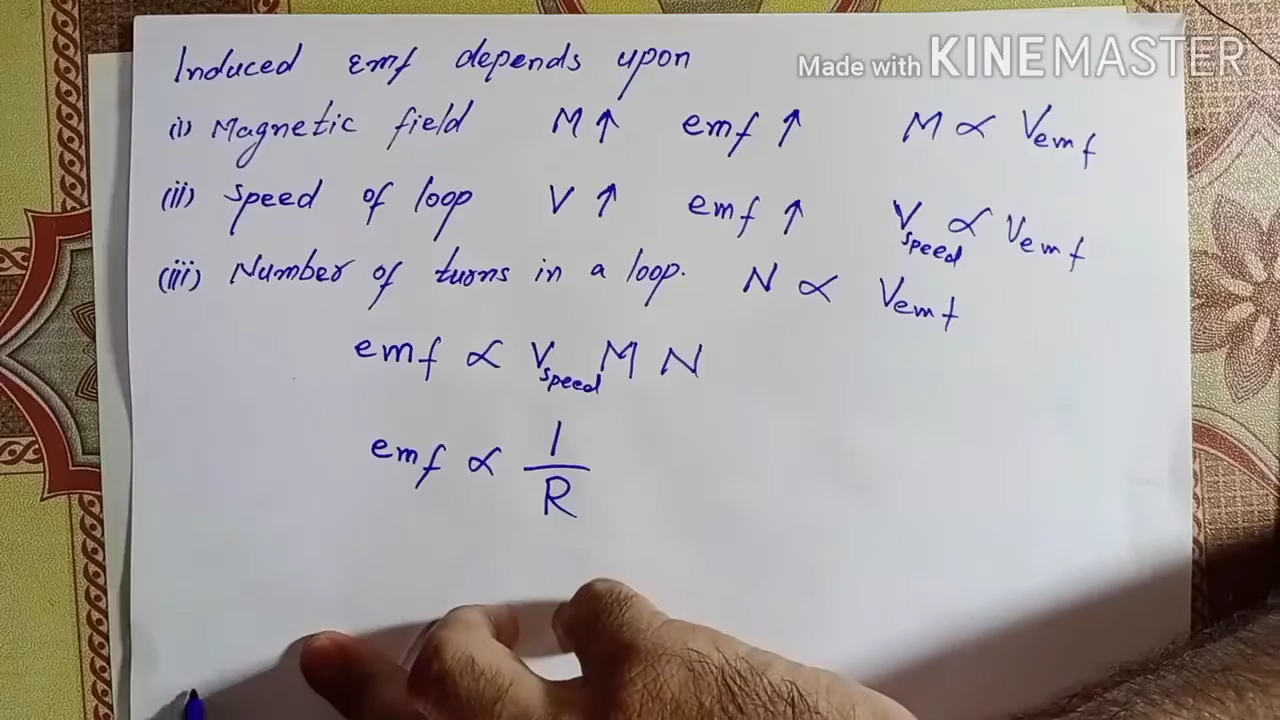 Made with KINEMASTER
Induced emf depends upon
(i) Magnetic field M ↑ emf ↑ M ∝ Vemf
(ii) Speed of loop V ↑ emf ↑ Vspeed ∝ Vemf
(iii) Number of turns in a loop. N ∝ Vemf
emf ∝ Vspeed M N
emf ∝ 1/R